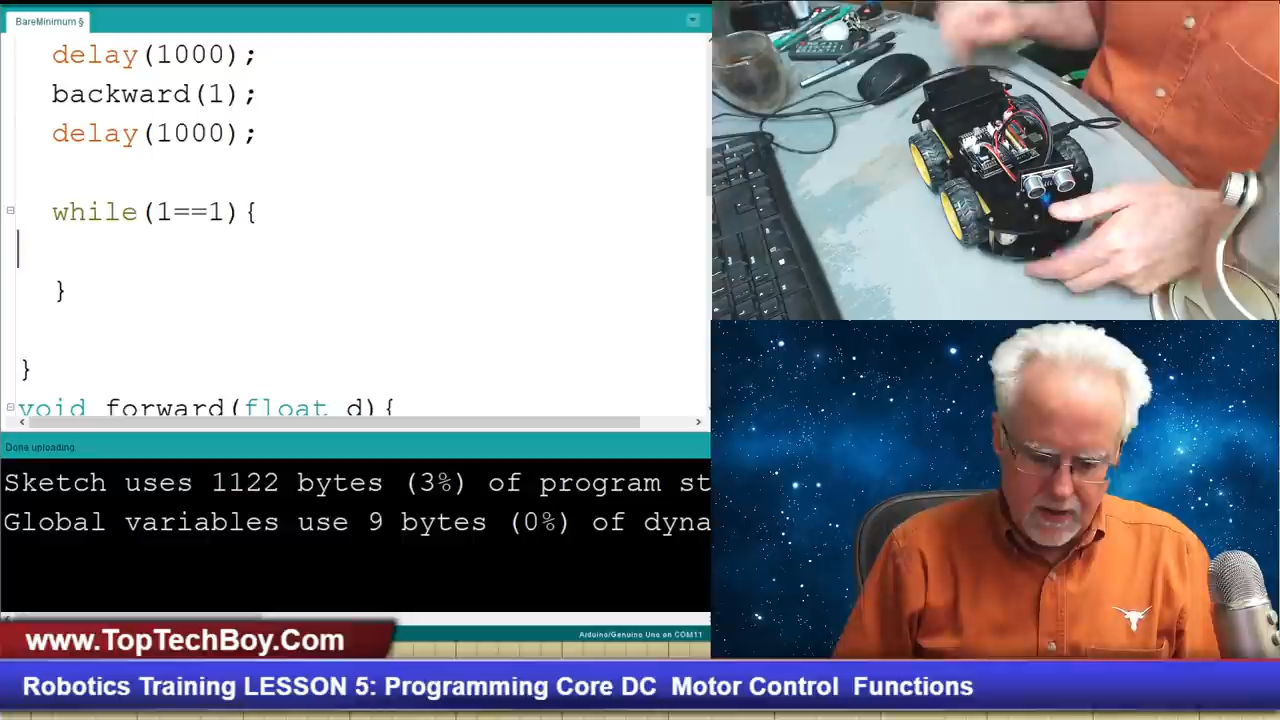 BareMinimum §
delay(1000);
backward(1);
delay(1000);
while(1==1){
}
}
void forward(float d){
Done uploading.
Sketch uses 1122 bytes (3%) of program st
Global variables use 9 bytes (0%) of dyna
Arduino/Genuino Uno on COM11
www.TopTechBoy.Com
Robotics Training LESSON 5: Programming Core DC Motor Control Functions